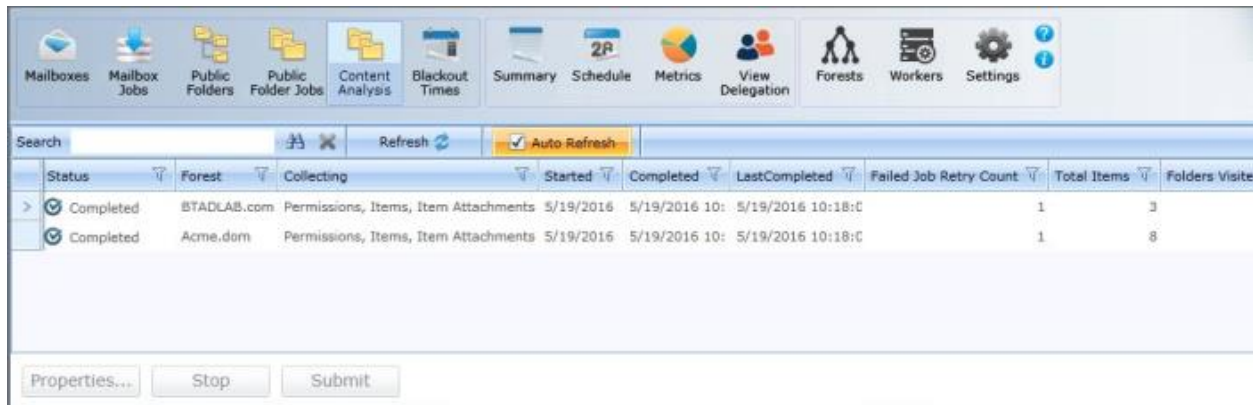 Mailboxes Mailbox Jobs Public Folders Public Folder Jobs Content Analysis Blackout Times Summary 28 Schedule Metrics View Delegation Forests Workers Settings ? i
Search Refresh Auto Refresh
Status Forest Collecting Started Completed LastCompleted Failed Job Retry Count Total Items Folders Visite
> Completed BTADLAB.com Permissions, Items, Item Attachments 5/19/2016 5/19/2016 10: 5/19/2016 10:18:0 1 3
Completed Acme.dom Permissions, Items, Item Attachments 5/19/2016 5/19/2016 10: 5/19/2016 10:18:0 1 8
Properties... Stop Submit